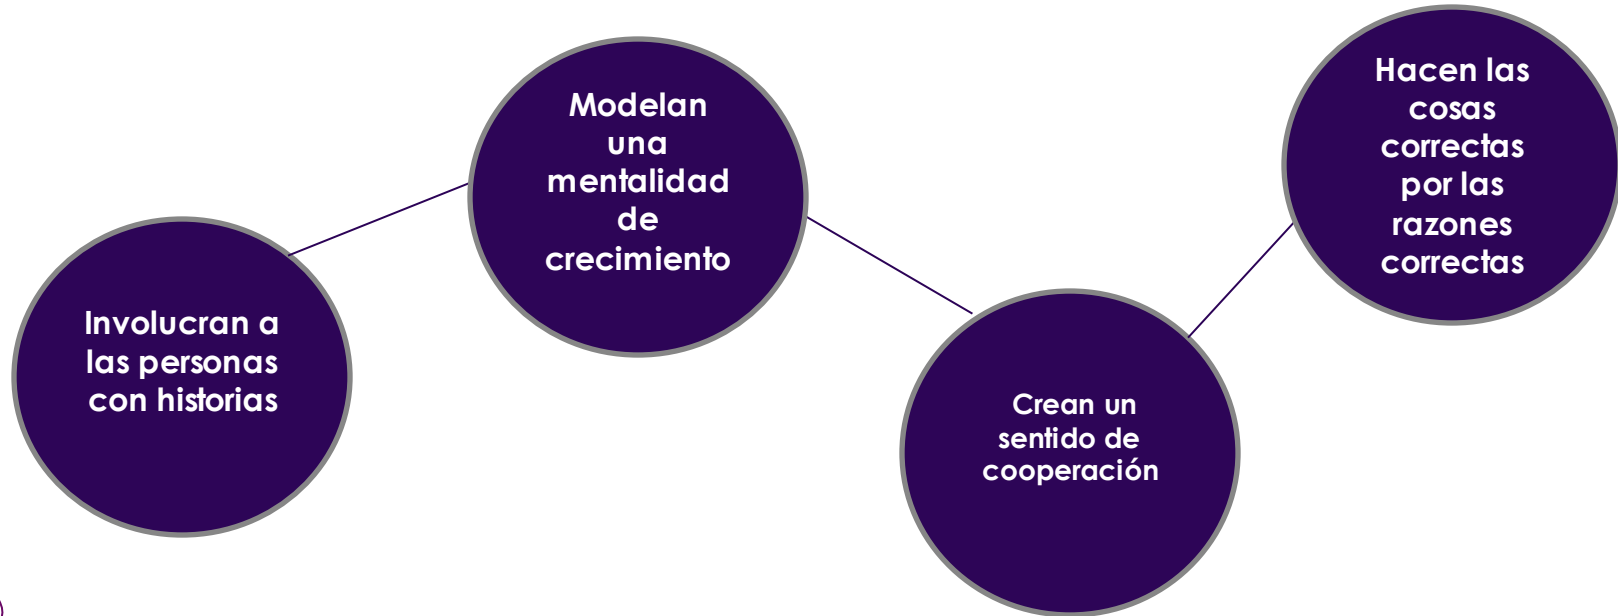 Involucran a
las personas
con historias
Modelan
una
mentalidad
de
crecimiento
Crean un
sentido de
cooperación
Hacen las
cosas
correctas
por las
razones
correctas